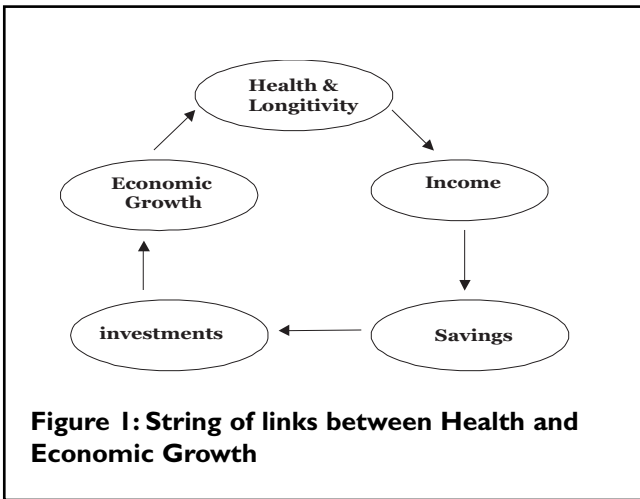 Health &
Longitivity
Economic
Growth
Income
investments
Savings
Figure 1: String of links between Health and
Economic Growth